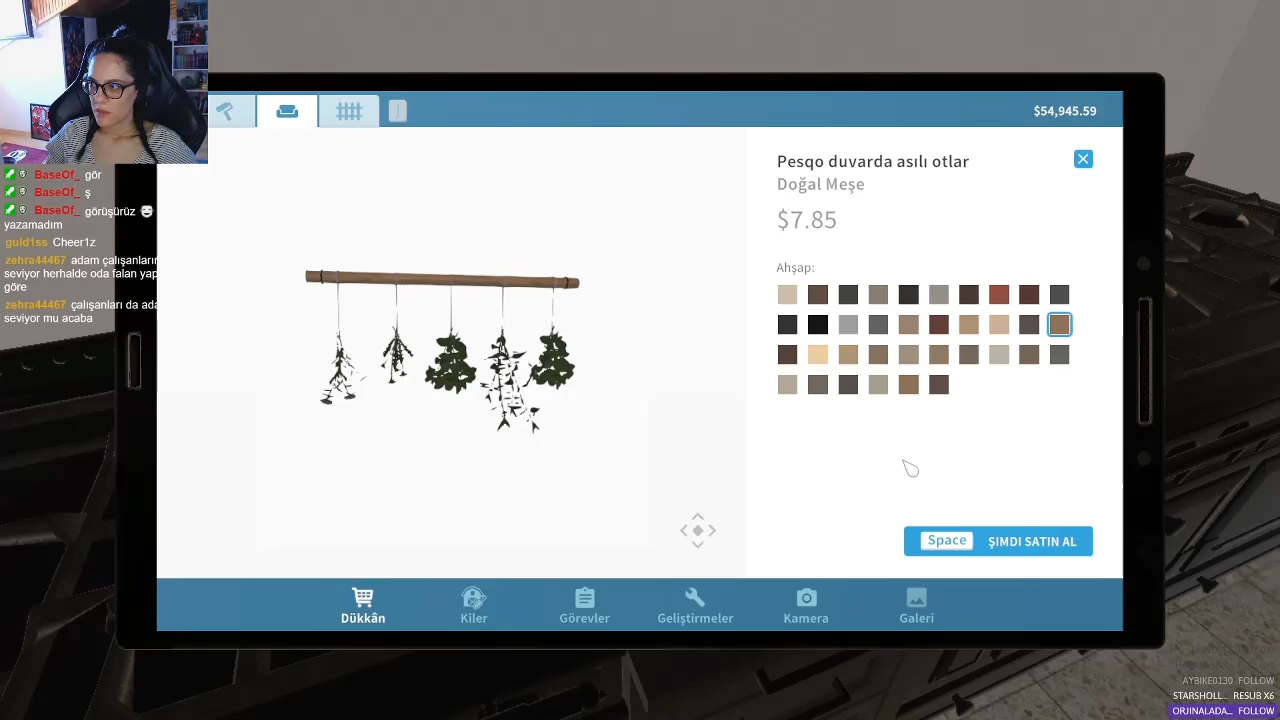 $54,945.59
Pesqo duvarda asılı otlar
Doğal Meşe
$7.85
Ahşap:
Space ŞIMDI SATIN AL
Dükkân
Kiler
Görevler
Geliştirmeler
Kamera
Galeri
BaseOf_ gör
BaseOf_ ş
BaseOf_ görüşürüz
yazamadım
guld1ss Cheer1z
zehra44467 adam çalışanların
seviyor herhalde oda falan yap
göre
zehra44467 çalışanları da ada
seviyor mu acaba
AYBIKE0130 FOLLOW
STARSHOLL... RESUB X6
ORJINALADA... FOLLOW